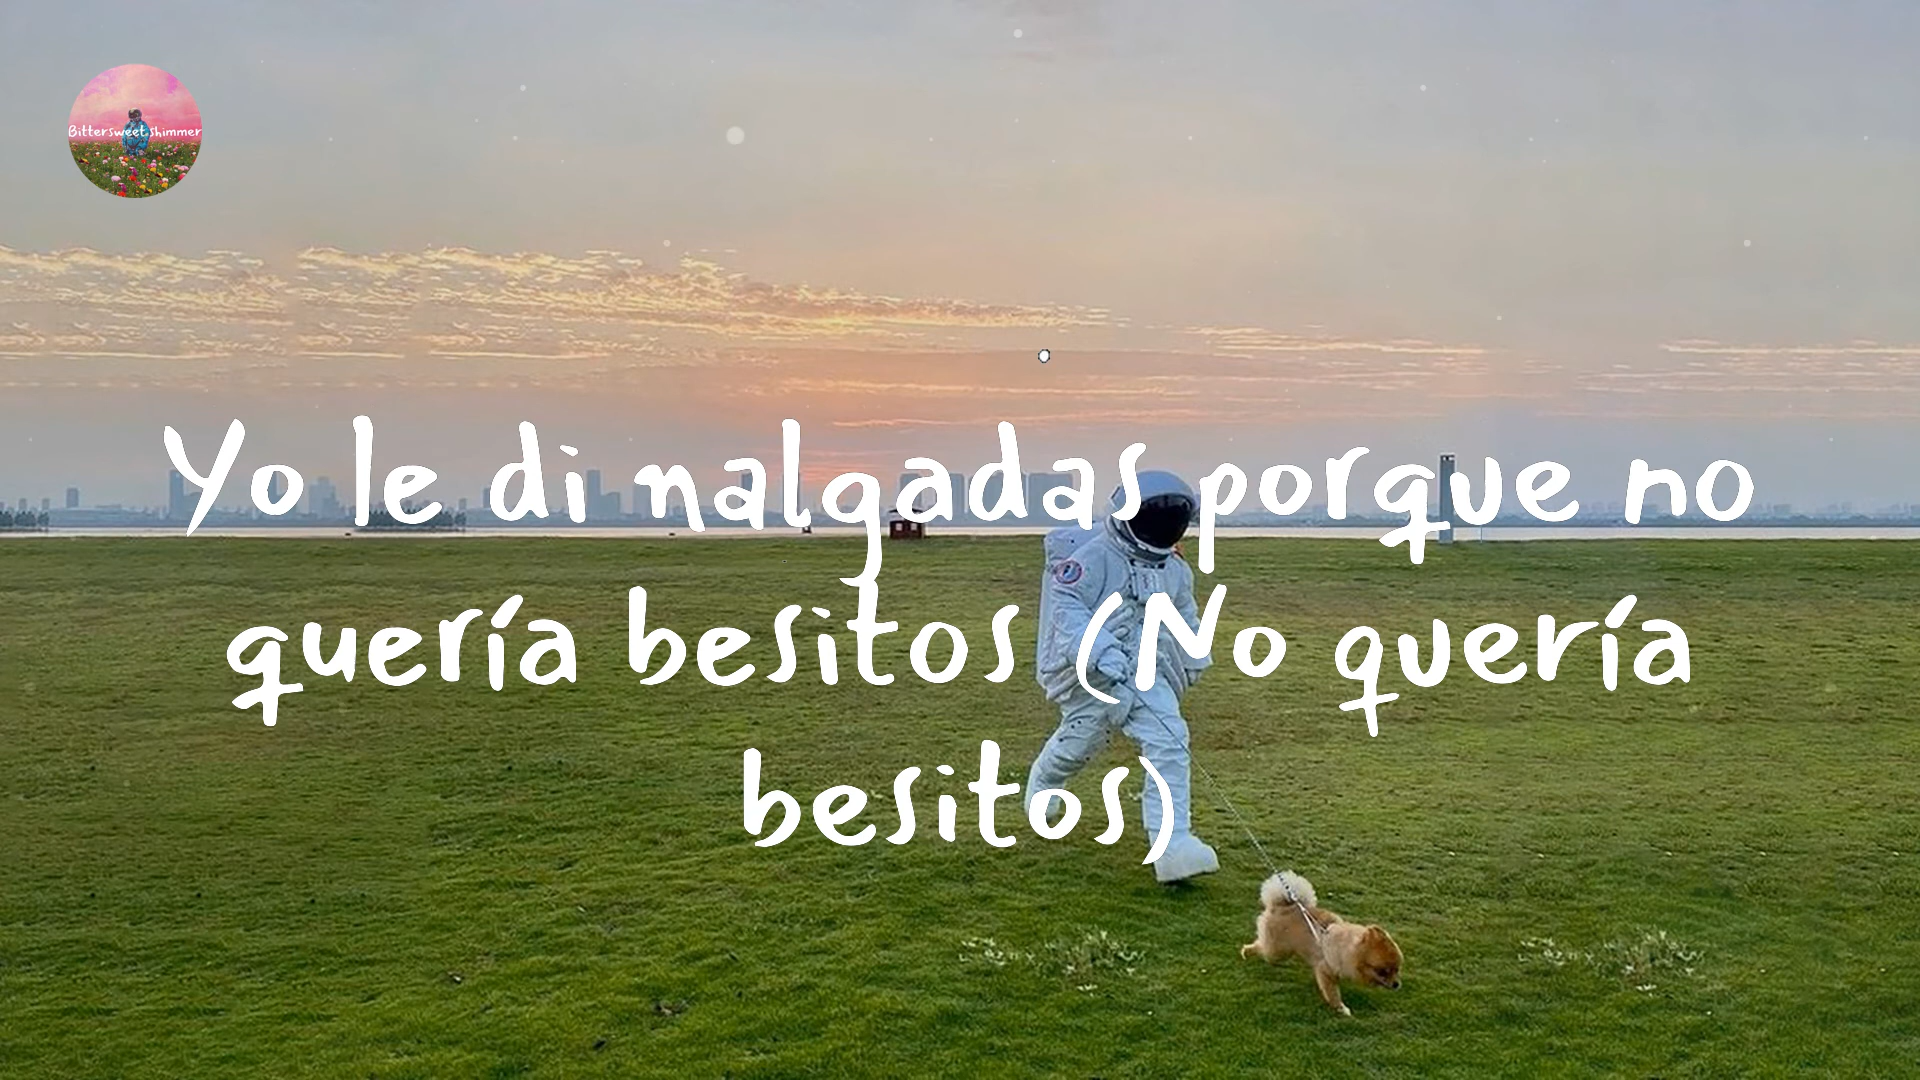 Bittersweet shimmer
Yo le di nalgadas porque no
quería besitos (No quería
besitos)